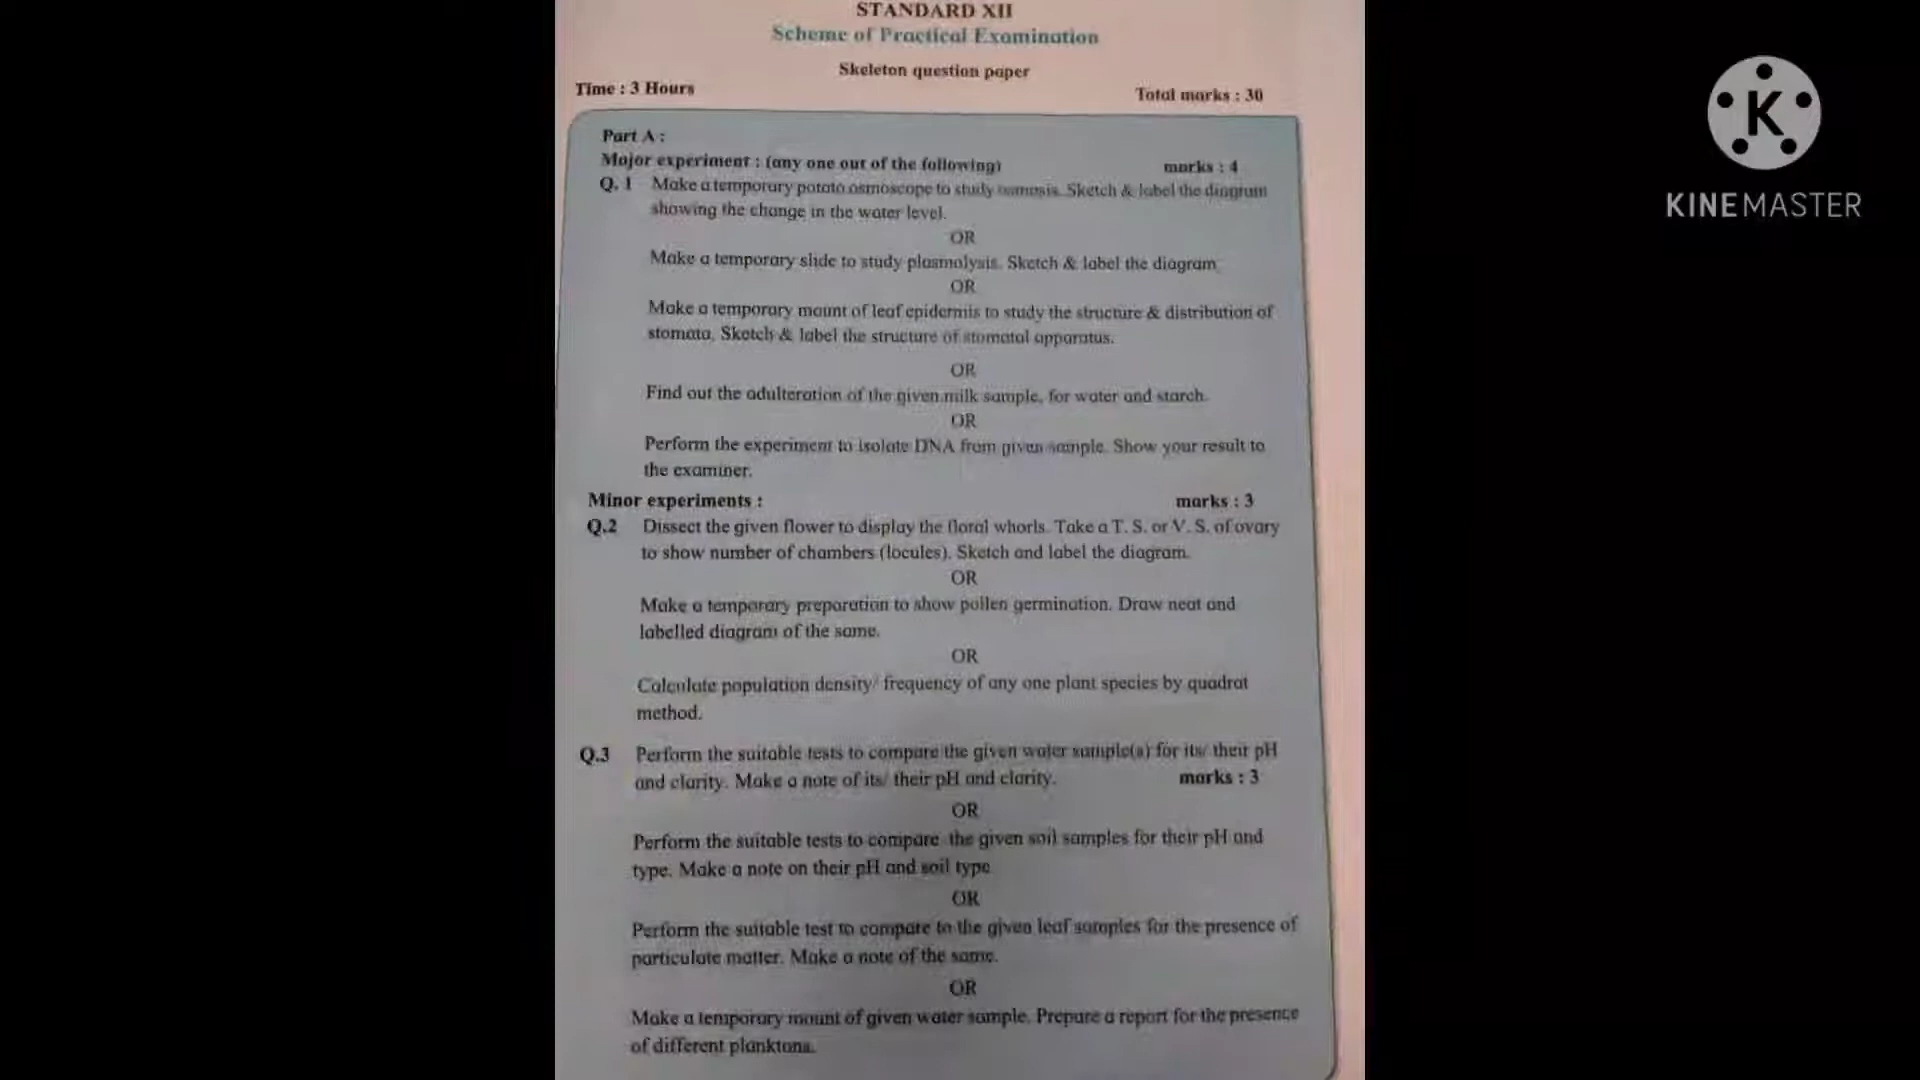 STANDARD XII
Scheme of Practical Examination
Skeleton question paper
Time : 3 Hours
Total marks : 30
Part A :
Major experiment : (any one out of the following)
marks : 4
Q. 1 Make a temporary potato osmoscope to study osmosis. Sketch & label the diagram
showing the change in the water level.
OR
Make a temporary slide to study plasmolysis. Sketch & label the diagram.
OR
Make a temporary mount of leaf epidermis to study the structure & distribution of
stomata. Sketch & label the structure of stomatal apparatus.
OR
Find out the adulteration of the given milk sample, for water and starch.
OR
Perform the experiment to isolate DNA from given sample. Show your result to
the examiner.
Minor experiments :
marks : 3
Q.2 Dissect the given flower to display the floral whorls. Take a T. S. or V. S. of ovary
to show number of chambers (locules). Sketch and label the diagram.
OR
Make a temporary preparation to show pollen germination. Draw neat and
labelled diagram of the same.
OR
Calculate population density/ frequency of any one plant species by quadrat
method.
Q.3 Perform the suitable tests to compare the given water sample(s) for its/ their pH
and clarity. Make a note of its/ their pH and clarity.
marks : 3
OR
Perform the suitable tests to compare the given soil samples for their pH and
type. Make a note on their pH and soil type
OR
Perform the suitable test to compare to the given leaf samples for the presence of
particulate matter. Make a note of the same.
OR
Make a temporary mount of given water sample. Prepare a report for the presence
of different planktons.
K
KINEMASTER